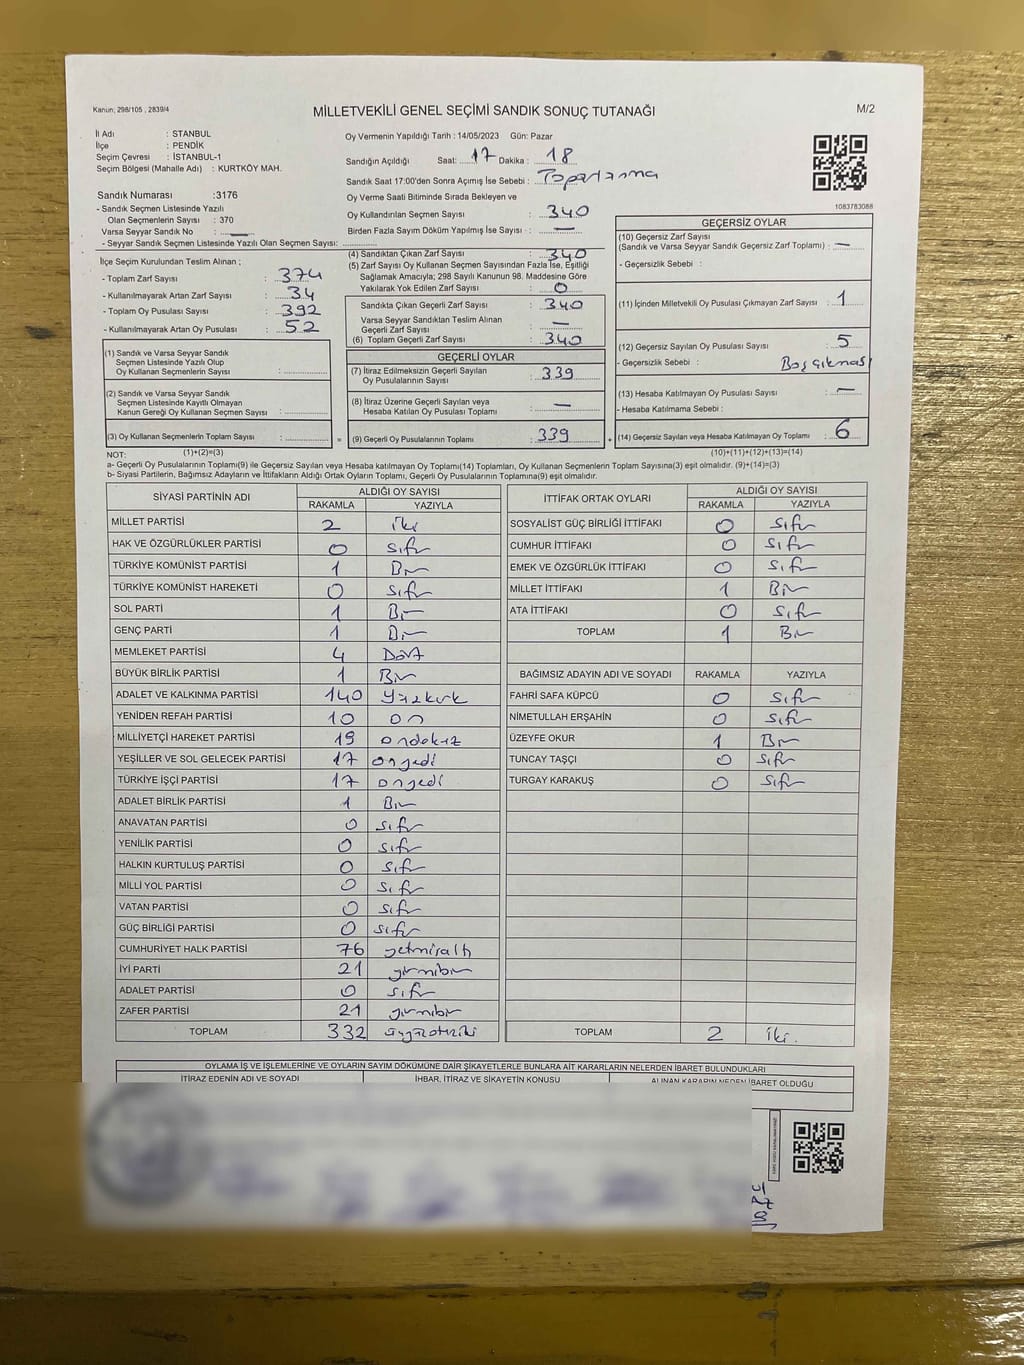 Kanun; 298/105 , 2839/4
MİLLETVEKİLİ GENEL SEÇİMİ SANDIK SONUÇ TUTANAĞI
M/2
İl Adı : STANBUL
İlçe : PENDİK
Seçim Çevresi : İSTANBUL-1
Seçim Bölgesi (Mahalle Adı) : KURTKÖY MAH.
Sandık Numarası :3176
- Sandık Seçmen Listesinde Yazılı
Olan Seçmenlerin Sayısı : 370
Varsa Seyyar Sandık No : —
- Seyyar Sandık Seçmen Listesinde Yazılı Olan Seçmen Sayısı:
Oy Vermenin Yapıldığı Tarih : 14/05/2023 Gün: Pazar
Sandığın Açıldığı Saat: 17 Dakika : 18
Sandık Saat 17:00'den Sonra Açımış İse Sebebi : Toparlanma
Oy Verme Saati Bitiminde Sırada Bekleyen ve
Oy Kullandırılan Seçmen Sayısı : 340
Birden Fazla Sayım Döküm Yapılmış İse Sayısı : —
1083783088
İlçe Seçim Kurulundan Teslim Alınan ;
- Toplam Zarf Sayısı : 374
- Kullanılmayarak Artan Zarf Sayısı : 34
- Toplam Oy Pusulası Sayısı : 392
- Kullanılmayarak Artan Oy Pusulası : 52
(4) Sandıktan Çıkan Zarf Sayısı : 340
(5) Zarf Sayısı Oy Kullanan Seçmen Sayısından Fazla İse, Eşitliği
Sağlamak Amacıyla; 298 Sayılı Kanunun 98. Maddesine Göre
Yakılarak Yok Edilen Zarf Sayısı : 0
Sandıkta Çıkan Geçerli Zarf Sayısı : 340
Varsa Seyyar Sandıktan Teslim Alınan
Geçerli Zarf Sayısı : —
(6) Toplam Geçerli Zarf Sayısı : 340
GEÇERSİZ OYLAR
(10) Geçersiz Zarf Sayısı
(Sandık ve Varsa Seyyar Sandık Geçersiz Zarf Toplamı) : —
- Geçersizlik Sebebi :
(11) İçinden Milletvekili Oy Pusulası Çıkmayan Zarf Sayısı : 1
(12) Geçersiz Sayılan Oy Pusulası Sayısı : 5
- Geçersizlik Sebebi : Boş çıkması
(13) Hesaba Katılmayan Oy Pusulası Sayısı : —
- Hesaba Katılmama Sebebi :
(14) Geçersiz Sayılan veya Hesaba Katılmayan Oy Toplamı : 6
(1) Sandık ve Varsa Seyyar Sandık
Seçmen Listesinde Yazılı Olup
Oy Kullanan Seçmenlerin Sayısı :
(2) Sandık ve Varsa Seyyar Sandık
Seçmen Listesinde Kayıtlı Olmayan
Kanun Gereği Oy Kullanan Seçmen Sayısı :
(3) Oy Kullanan Seçmenlerin Toplam Sayısı : =
GEÇERLİ OYLAR
(7) İtiraz Edilmeksizin Geçerli Sayılan
Oy Pusulalarının Sayısı : 339
(8) İtiraz Üzerine Geçerli Sayılan veya
Hesaba Katılan Oy Pusulası Toplamı : —
(9) Geçerli Oy Pusulalarının Toplamı : 339 +
NOT: (1)+(2)=(3)
(10)+(11)+(12)+(13)=(14)
a- Geçerli Oy Pusulalarının Toplamı(9) ile Geçersiz Sayılan veya Hesaba katılmayan Oy Toplamı(14) Toplamları, Oy Kullanan Seçmenlerin Toplam Sayısına(3) eşit olmalıdır. (9)+(14)=(3)
b- Siyasi Partilerin, Bağımsız Adayların ve İttifakların Aldığı Ortak Oyların Toplamı, Geçerli Oy Pusulalarının Toplamına(9) eşit olmalıdır.
SİYASİ PARTİNİN ADI ALDIĞI OY SAYISI
RAKAMLA YAZIYLA
MİLLET PARTİSİ 2 iki
HAK VE ÖZGÜRLÜKLER PARTİSİ 0 sıfır
TÜRKİYE KOMÜNİST PARTİSİ 1 Bir
TÜRKİYE KOMÜNİST HAREKETİ 0 sıfır
SOL PARTİ 1 Bir
GENÇ PARTİ 1 Bir
MEMLEKET PARTİSİ 4 Dört
BÜYÜK BİRLİK PARTİSİ 1 Bir
ADALET VE KALKINMA PARTİSİ 140 yüzkırk
YENİDEN REFAH PARTİSİ 10 on
MİLLİYETÇİ HAREKET PARTİSİ 19 ondokuz
YEŞİLLER VE SOL GELECEK PARTİSİ 17 onyedi
TÜRKİYE İŞÇİ PARTİSİ 17 onyedi
ADALET BİRLİK PARTİSİ 1 Bir
ANAVATAN PARTİSİ 0 sıfır
YENİLİK PARTİSİ 0 sıfır
HALKIN KURTULUŞ PARTİSİ 0 sıfır
MİLLİ YOL PARTİSİ 0 sıfır
VATAN PARTİSİ 0 sıfır
GÜÇ BİRLİĞİ PARTİSİ 0 sıfır
CUMHURİYET HALK PARTİSİ 76 yetmişaltı
İYİ PARTİ 21 yirmibir
ADALET PARTİSİ 0 sıfır
ZAFER PARTİSİ 21 yirmibir
TOPLAM 332 üçyüzotuziki
İTTİFAK ORTAK OYLARI ALDIĞI OY SAYISI
RAKAMLA YAZIYLA
SOSYALİST GÜÇ BİRLİĞİ İTTİFAKI 0 sıfır
CUMHUR İTTİFAKI 0 sıfır
EMEK VE ÖZGÜRLÜK İTTİFAKI 0 sıfır
MİLLET İTTİFAKI 1 Bir
ATA İTTİFAKI 0 sıfır
TOPLAM 1 Bir
BAĞIMSIZ ADAYIN ADI VE SOYADI RAKAMLA YAZIYLA
FAHRİ SAFA KÜPCÜ 0 sıfır
NİMETULLAH ERŞAHİN 0 sıfır
ÜZEYFE OKUR 1 Bir
TUNCAY TAŞÇI 0 sıfır
TURGAY KARAKUŞ 0 sıfır
TOPLAM 2 iki.
OYLAMA İŞ VE İŞLEMLERİNE VE OYLARIN SAYIM DÖKÜMÜNE DAİR ŞİKAYETLERLE BUNLARA AİT KARARLARIN NELERDEN İBARET BULUNDUKLARI
İTİRAZ EDENİN ADI VE SOYADI İHBAR, İTİRAZ VE ŞİKAYETİN KONUSU ALINAN KARARIN NEDEN İBARET OLDUĞU